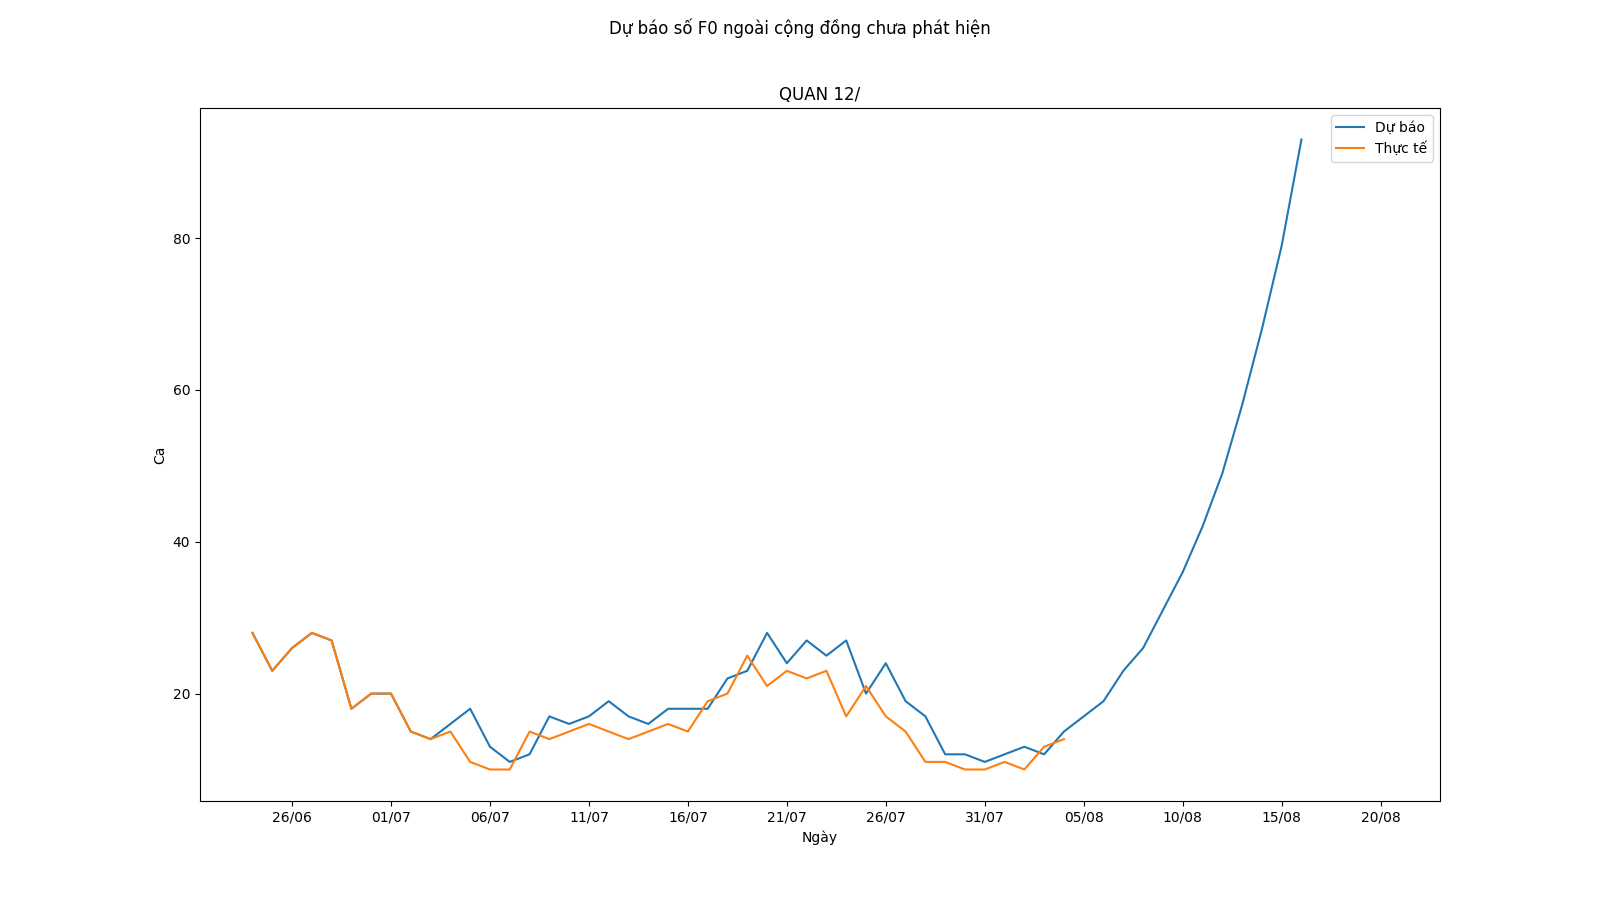 Dự báo số F0 ngoài cộng đồng chưa phát hiện
QUAN 12/
Dự báo
Thực tế
80
60
40
20
Ca
26/06 01/07 06/07 11/07 16/07 21/07 26/07 31/07 05/08 10/08 15/08 20/08
Ngày